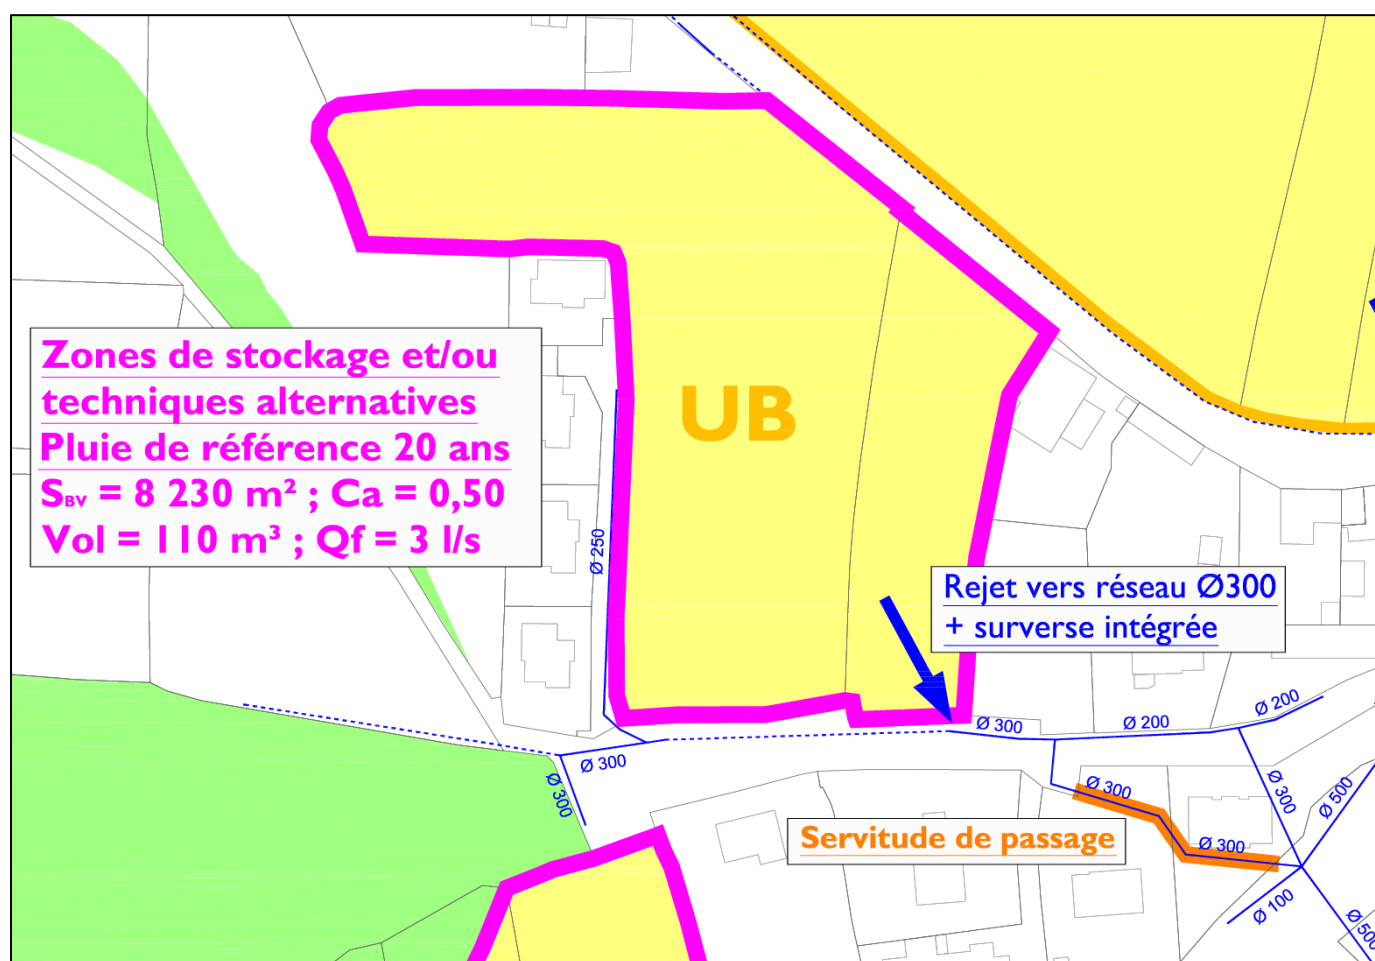 Zones de stockage et/ou
techniques alternatives
Pluie de référence 20 ans
SBV = 8 230 m² ; Ca = 0,50
Vol = 110 m³ ; Qf = 3 l/s
UB
Ø 250
Rejet vers réseau Ø300
+ surverse intégrée
Ø 300
Ø 300
Ø 300
Ø 200
Ø 200
Ø 300
Ø 300
Ø 300
Ø 500
Servitude de passage
Ø 100
Ø 500